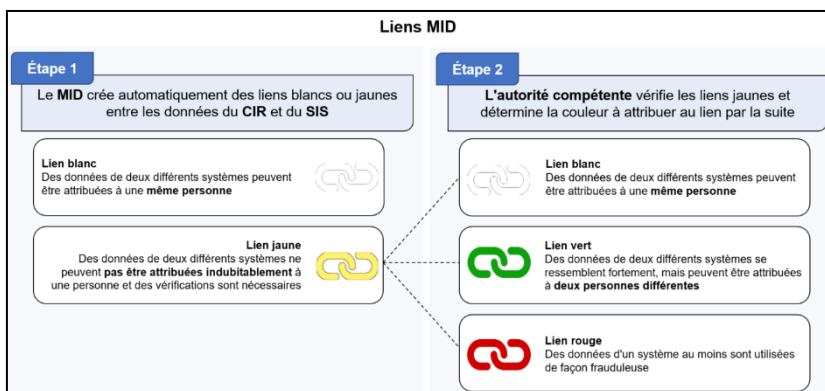 Liens MID
Étape 1
Le MID crée automatiquement des liens blancs ou jaunes
entre les données du CIR et du SIS
Lien blanc
Des données de deux différents systèmes peuvent
être attribuées à une même personne
Lien jaune
Des données de deux différents systèmes ne
peuvent pas être attribuées indubitablement à
une personne et des vérifications sont nécessaires
Étape 2
L'autorité compétente vérifie les liens jaunes et
détermine la couleur à attribuer au lien par la suite
Lien blanc
Des données de deux différents systèmes peuvent
être attribuées à une même personne
Lien vert
Des données de deux différents systèmes se
ressemblent fortement, mais peuvent être attribuées
à deux personnes différentes
Lien rouge
Des données d'un système au moins sont utilisées
de façon frauduleuse